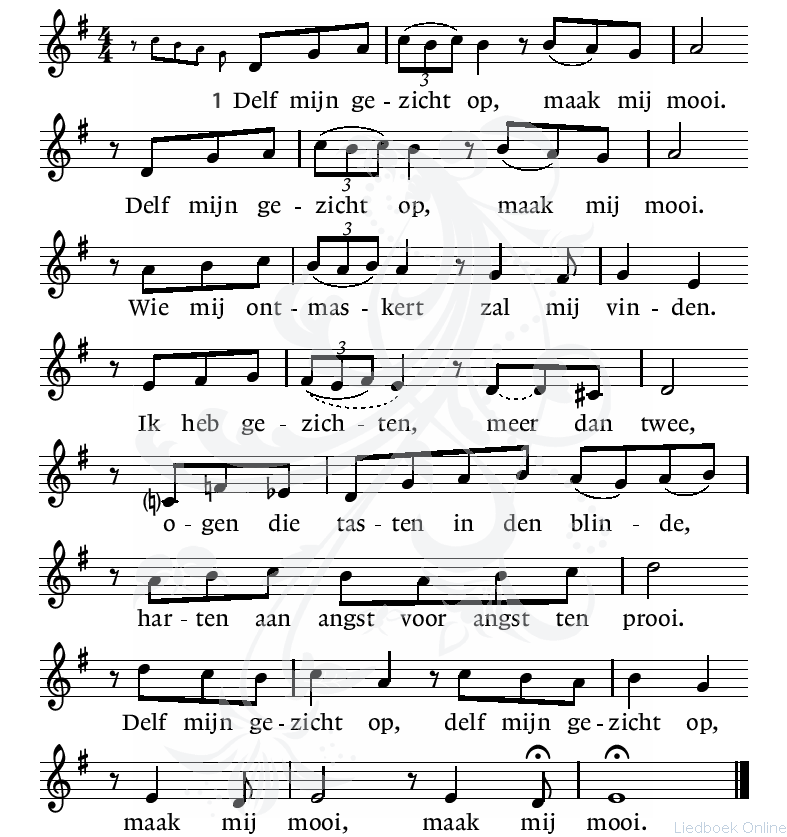 1 Delf mijn ge - zicht op, maak mij mooi.
Delf mijn ge - zicht op, maak mij mooi.
Wie mij ont - mas - kert zal mij vin - den.
Ik heb ge - zich - ten, meer dan twee,
o - gen die tas - ten in den blin - de,
har - ten aan angst voor angst ten prooi.
Delf mijn ge - zicht op, delf mijn ge - zicht op,
maak mij mooi, maak mij mooi.
Liedboek Online